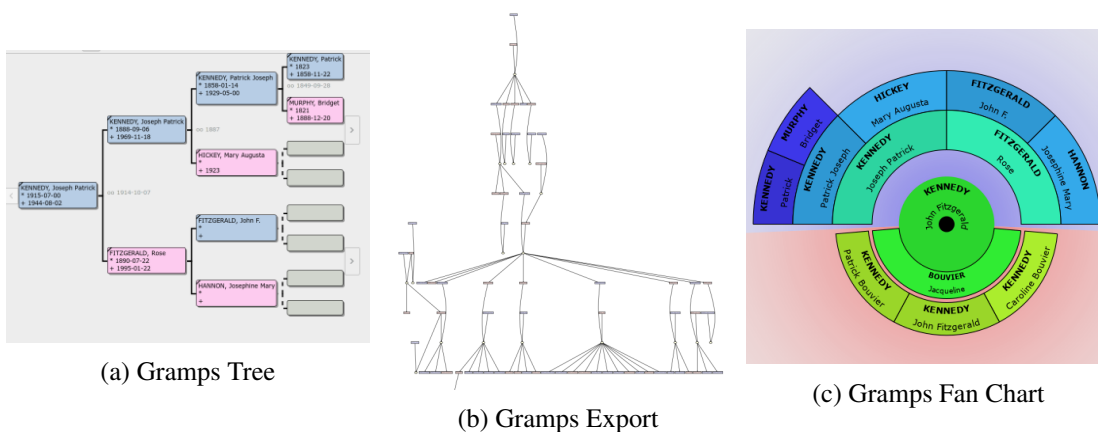 KENNEDY, Joseph Patrick
* 1915-07-00
+ 1944-08-02
oo 1914-10-07
KENNEDY, Joseph Patrick
* 1888-09-06
+ 1969-11-18
FITZGERALD, Rose
* 1890-07-22
+ 1995-01-22
oo 1887
KENNEDY, Patrick Joseph
* 1858-01-14
+ 1929-05-00
HICKEY, Mary Augusta
*
+ 1923
FITZGERALD, John F.
*
+
HANNON, Josephine Mary
*
+
KENNEDY, Patrick
* 1823
+ 1858-11-22
oo 1849-09-28
MURPHY, Bridget
* 1821
+ 1888-12-20
(a) Gramps Tree
(b) Gramps Export
MURPHY
Bridget
KENNEDY
Patrick
KENNEDY
Patrick Joseph
HICKEY
Mary Augusta
FITZGERALD
John F.
HANNON
Josephine Mary
KENNEDY
Joseph Patrick
FITZGERALD
Rose
KENNEDY
John Fitzgerald
BOUVIER
Jacqueline
KENNEDY
Patrick Bouvier
KENNEDY
John Fitzgerald
KENNEDY
Caroline Bouvier
(c) Gramps Fan Chart